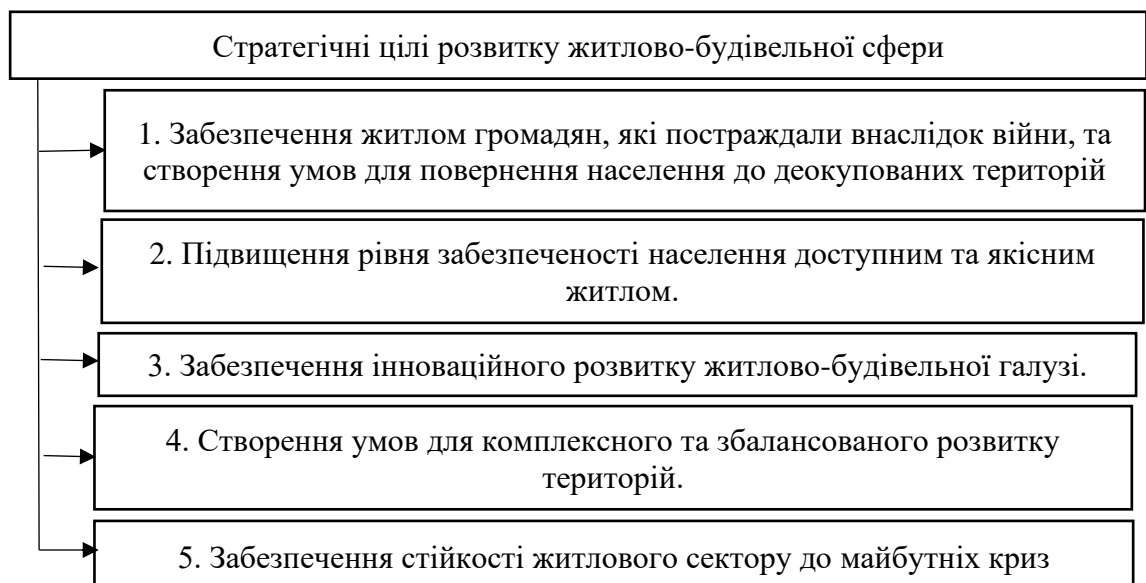 Стратегічні цілі розвитку житлово-будівельної сфери
1. Забезпечення житлом громадян, які постраждали внаслідок війни, та
створення умов для повернення населення до деокупованих територій
2. Підвищення рівня забезпеченості населення доступним та якісним
житлом.
3. Забезпечення інноваційного розвитку житлово-будівельної галузі.
4. Створення умов для комплексного та збалансованого розвитку
територій.
5. Забезпечення стійкості житлового сектору до майбутніх криз